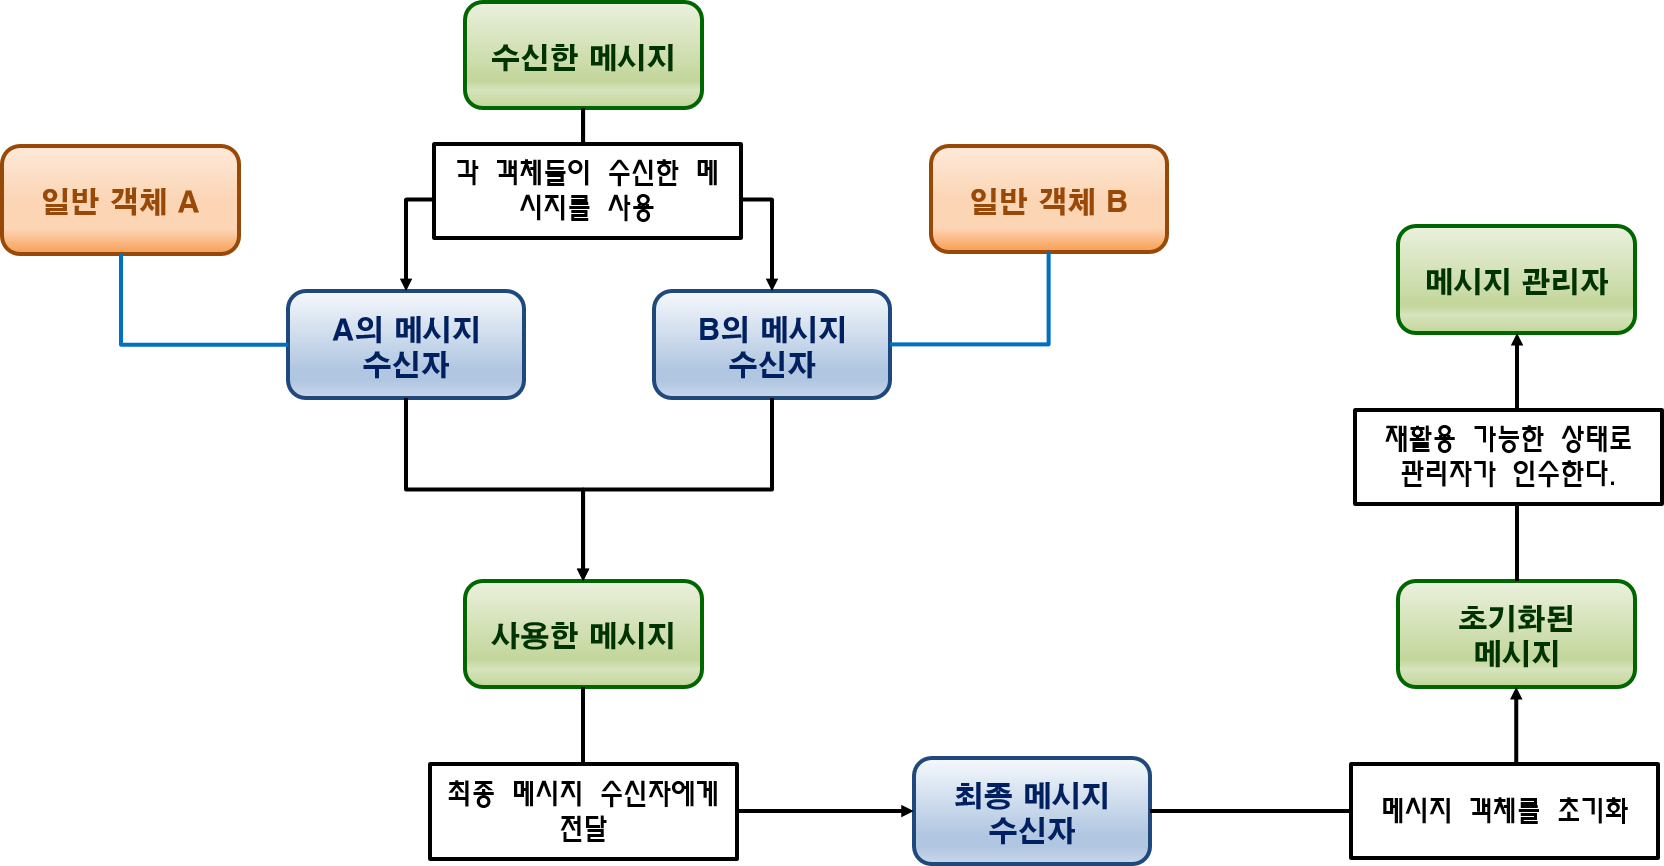 수신한 메시지
각 객체들이 수신한 메
시지를 사용
일반 객체 A
일반 객체 B
A의 메시지
수신자
B의 메시지
수신자
사용한 메시지
최종 메시지 수신자에게
전달
최종 메시지
수신자
메시지 객체를 초기화
초기화된
메시지
재활용 가능한 상태로
관리자가 인수한다.
메시지 관리자